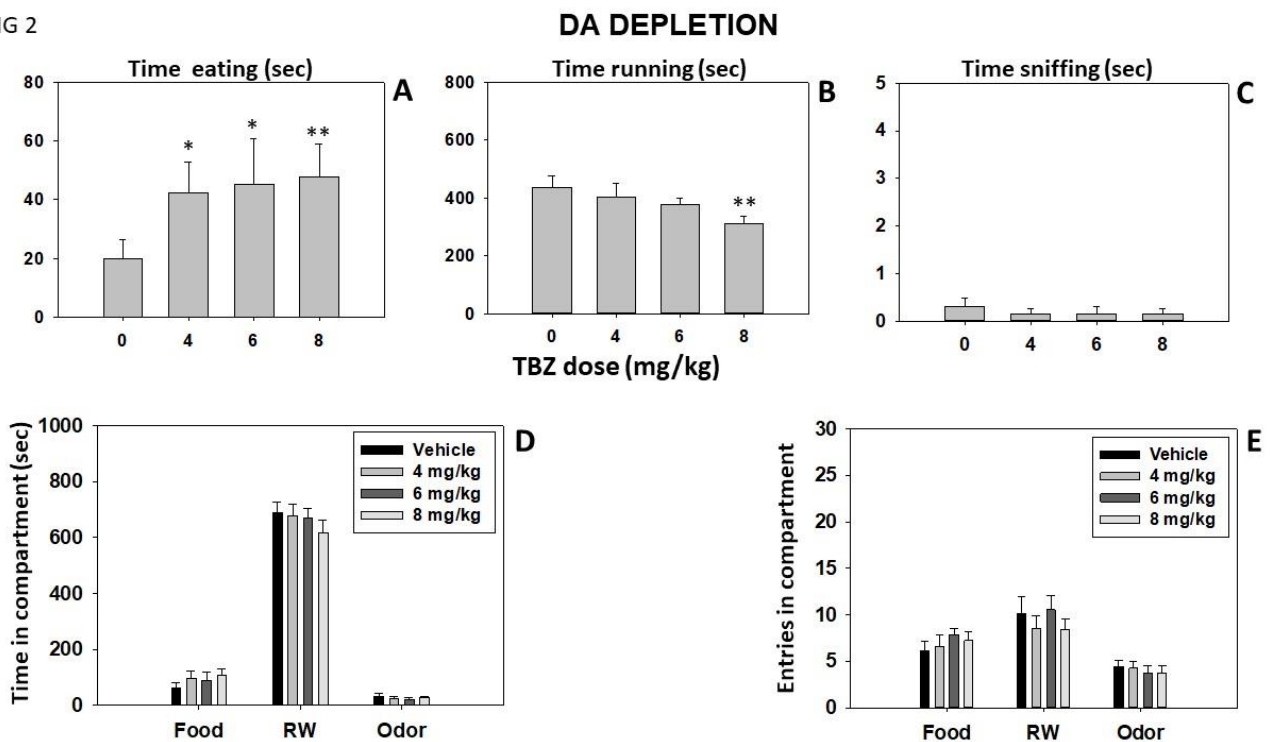 IG 2
DA DEPLETION
Time eating (sec)
A
80
60
40
20
0
*
*
**
0 4 6 8
Time running (sec)
B
800
600
400
200
0
**
0 4 6 8
Time sniffing (sec)
C
5
4
3
2
1
0
0 4 6 8
TBZ dose (mg/kg)
Time in compartment (sec)
1000
800
600
400
200
0
Vehicle
4 mg/kg
6 mg/kg
8 mg/kg
D
Food RW Odor
Entries in compartment
30
25
20
15
10
5
0
Vehicle
4 mg/kg
6 mg/kg
8 mg/kg
E
Food RW Odor